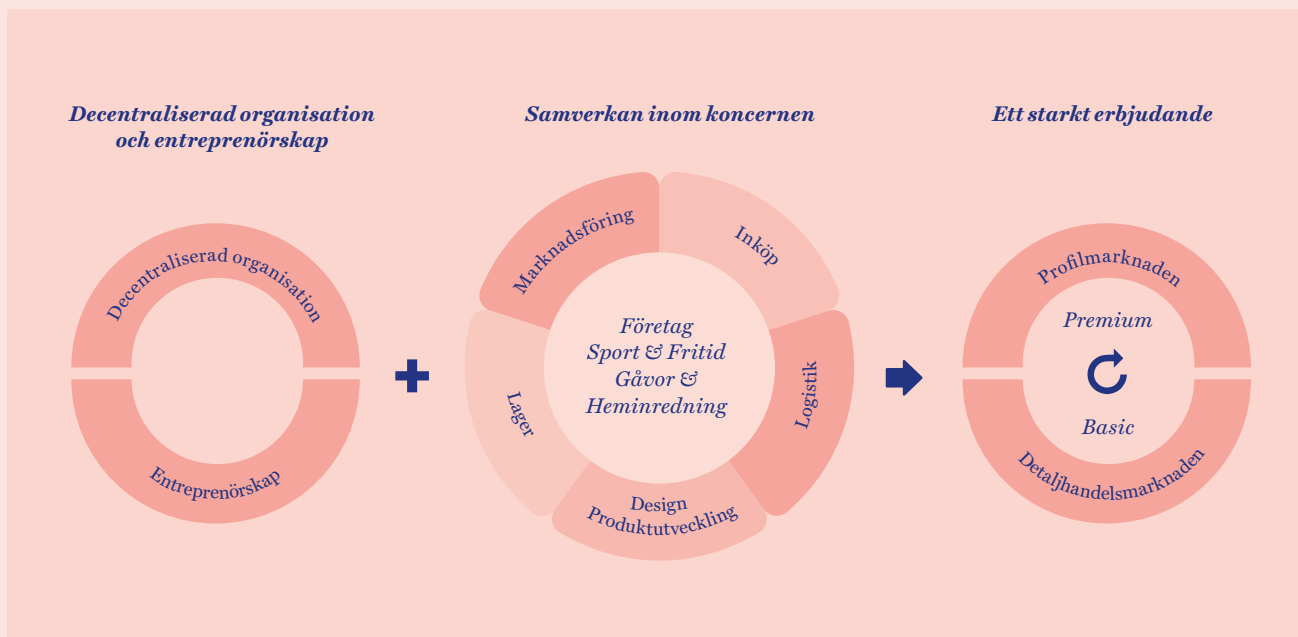 Decentraliserad organisation
och entreprenörskap
Decentraliserad organisation
Entreprenörskap
Samverkan inom koncernen
Marknadsföring
Inköp
Logistik
Design
Produktutveckling
Lager
Företag
Sport & Fritid
Gåvor &
Heminredning
Ett starkt erbjudande
Profilmarknaden
Premium
Basic
Detaljhandelsmarknaden